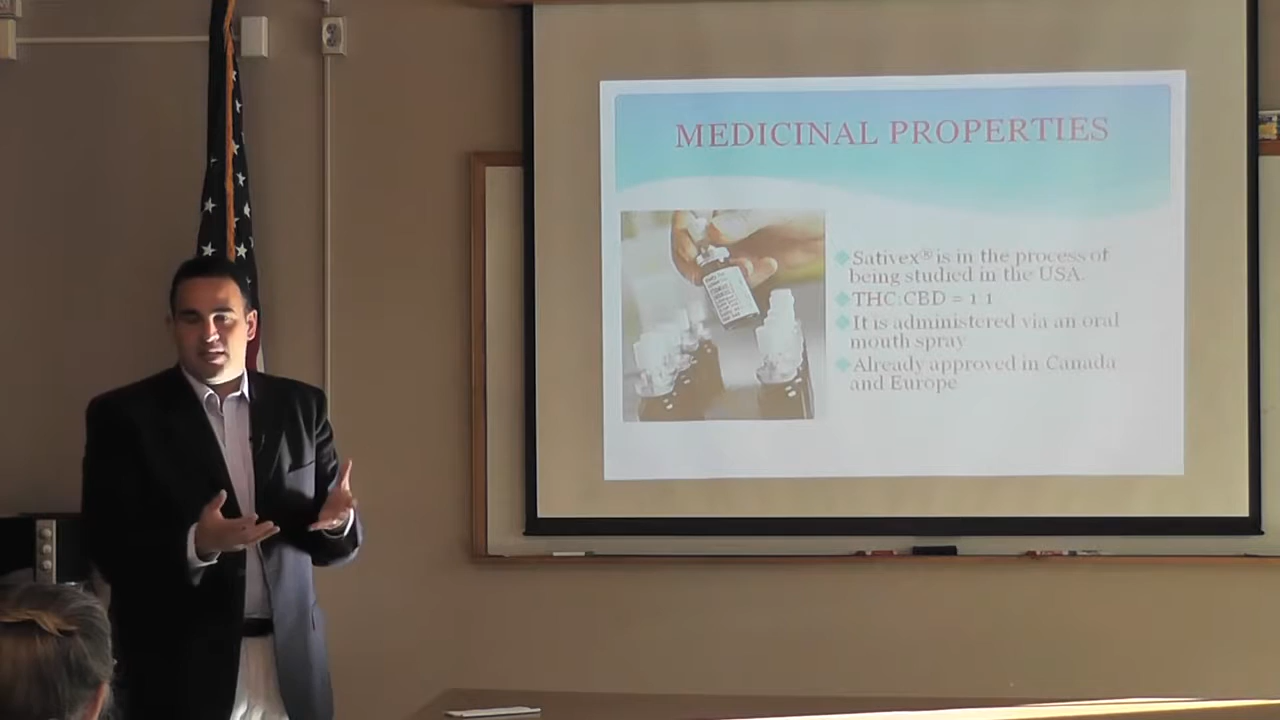 MEDICINAL PROPERTIES
Sativex® is in the process of
being studied in the USA.
THC:CBD = 1 1
It is administered via an oral
mouth spray
Already approved in Canada
and Europe